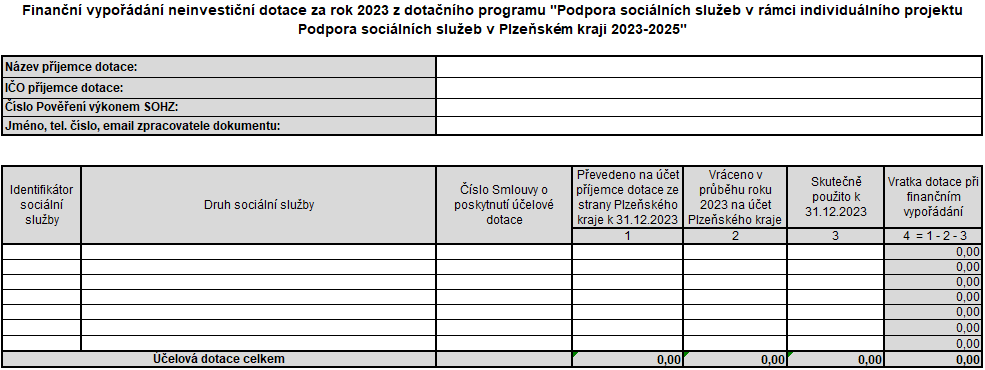 Finanční vypořádání neinvestiční dotace za rok 2023 z dotačního programu "Podpora sociálních služeb v rámci individuálního projektu
Podpora sociálních služeb v Plzeňském kraji 2023-2025"
Název příjemce dotace:
IČO příjemce dotace:
Číslo Pověření výkonem SOHZ:
Jméno, tel. číslo, email zpracovatele dokumentu:
Identifikátor
sociální
služby
Druh sociální služby
Číslo Smlouvy o
poskytnutí účelové
dotace
Převedeno na účet
příjemce dotace ze
strany Plzeňského
kraje k 31.12.2023
Vráceno v
průběhu roku
2023 na účet
Plzeňského kraje
Skutečně
použito k
31.12.2023
Vratka dotace při
finančním
vypořádání
1 2 3 4 = 1 - 2 - 3
0,00
0,00
0,00
0,00
0,00
0,00
0,00
Účelová dotace celkem 0,00 0,00 0,00 0,00